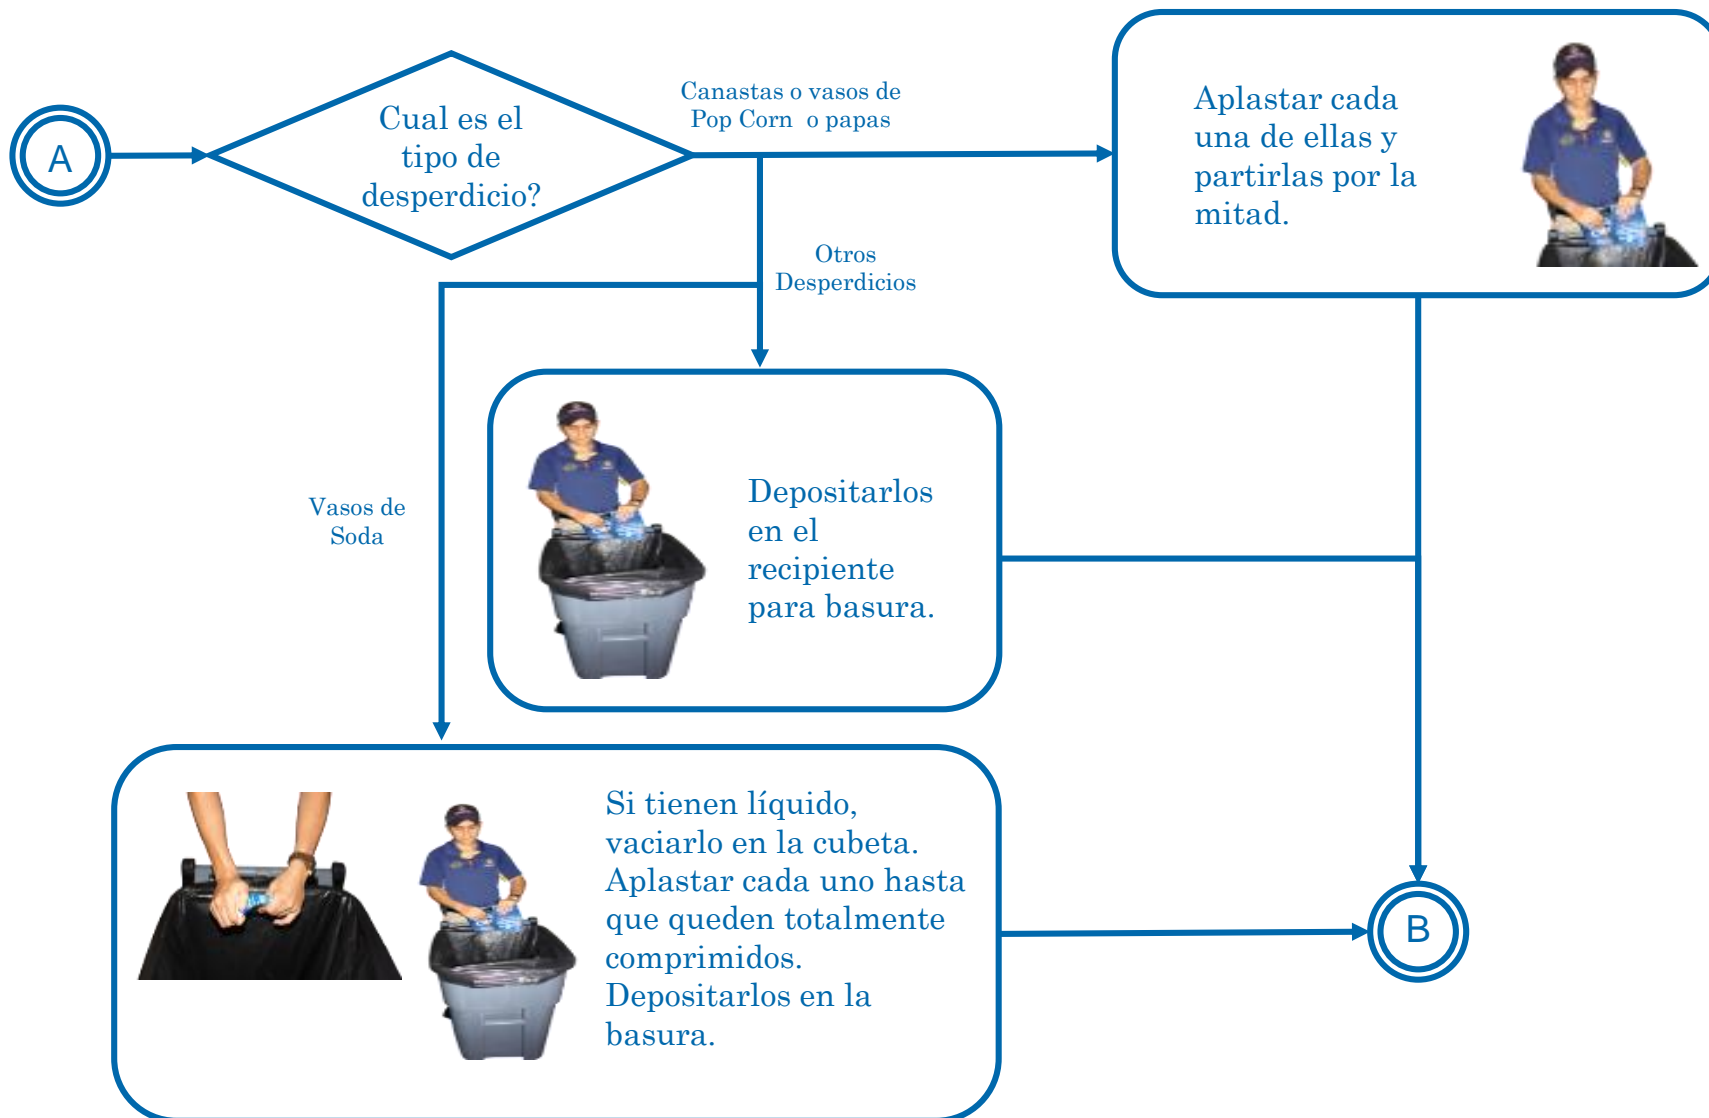 A
Cual es el
tipo de
desperdicio?
Canastas o vasos de
Pop Corn o papas
Aplastar cada
una de ellas y
partirlas por la
mitad.
Otros
Desperdicios
Vasos de
Soda
Depositarlos
en el
recipiente
para basura.
Si tienen líquido,
vaciarlo en la cubeta.
Aplastar cada uno hasta
que queden totalmente
comprimidos.
Depositarlos en la
basura.
B